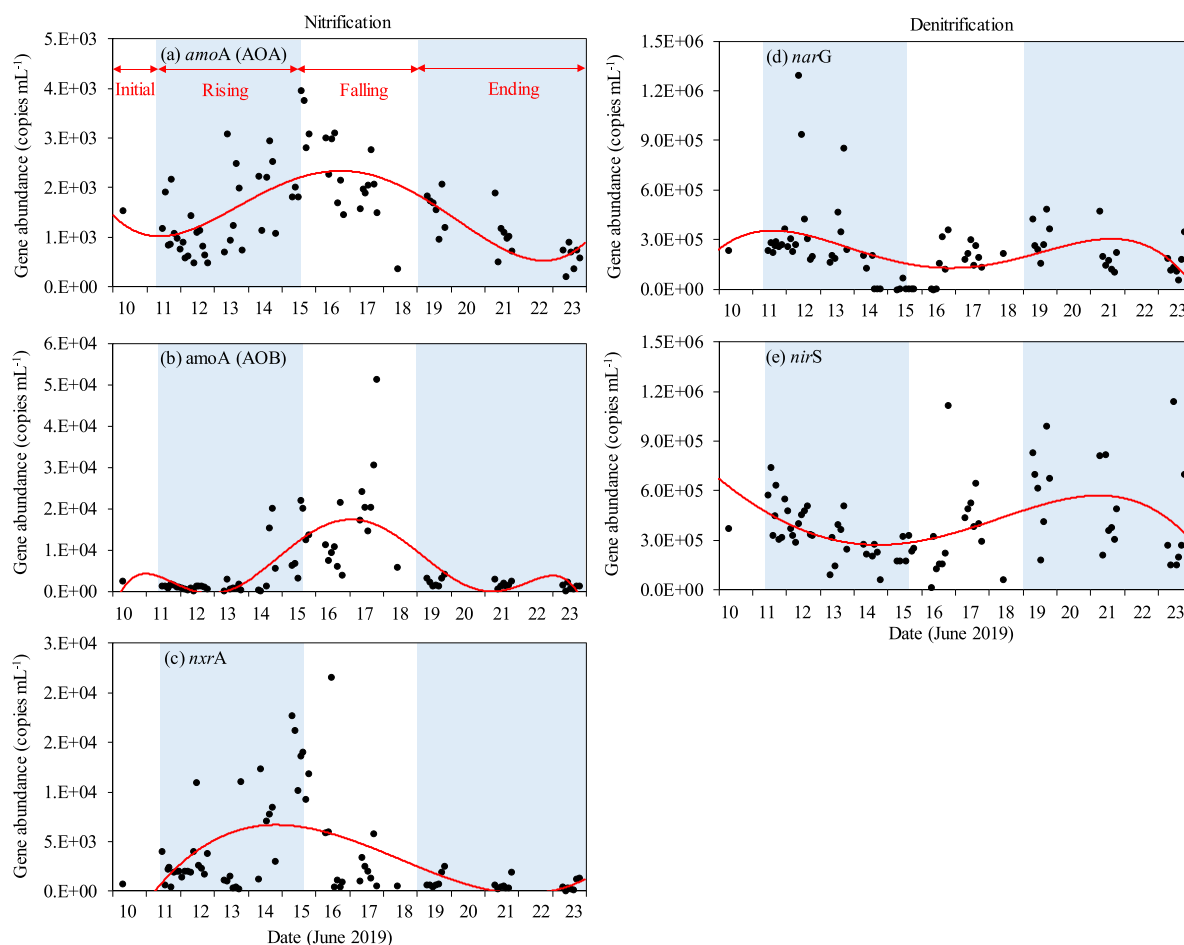 Nitrification
Gene abundance (copies mL-1)
5.E+03
4.E+03
3.E+03
2.E+03
1.E+03
0.E+00
(a) amoA (AOA)
Initial
Rising
Falling
Ending
10 11 12 13 14 15 16 17 18 19 20 21 22 23
Gene abundance (copies mL-1)
6.E+04
5.E+04
4.E+04
3.E+04
2.E+04
1.E+04
0.E+00
(b) amoA (AOB)
10 11 12 13 14 15 16 17 18 19 20 21 22 23
Gene abundance (copies mL-1)
3.E+04
2.E+04
2.E+04
1.E+04
5.E+03
0.E+00
(c) nxrA
10 11 12 13 14 15 16 17 18 19 20 21 22 23
Date (June 2019)
Denitrification
Gene abundance (copies mL-1)
1.5E+06
1.2E+06
9.0E+05
6.0E+05
3.0E+05
0.0E+00
(d) narG
10 11 12 13 14 15 16 17 18 19 20 21 22 23
Gene abundance (copies mL-1)
1.5E+06
1.2E+06
9.0E+05
6.0E+05
3.0E+05
0.0E+00
(e) nirS
10 11 12 13 14 15 16 17 18 19 20 21 22 23
Date (June 2019)